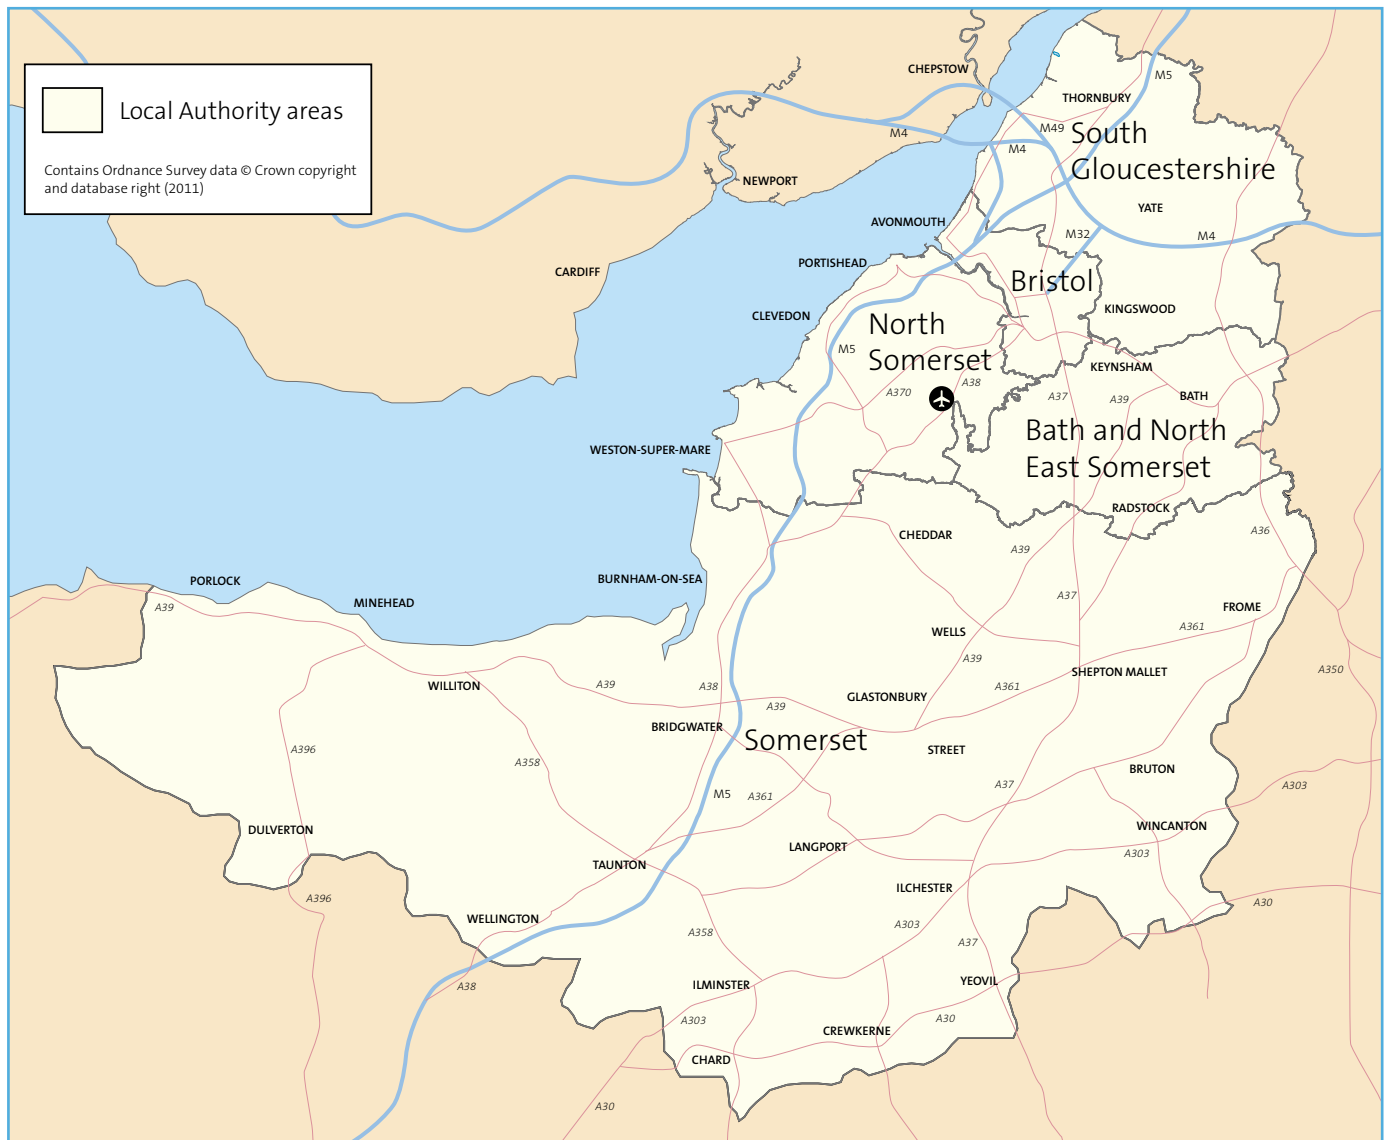 CHEPSTOW
M5
Local Authority areas
THORNBURY
M49
M4
South
M4
Gloucestershire
Contains Ordnance Survey data © Crown copyright
and database right (2011)
NEWPORT
YATE
AVONMOUTH
M32
M4
PORTISHEAD
CARDIFF
Bristol
CLEVEDON
KINGSWOOD
North
Somerset
M5
KEYNSHAM
A38
A370
A37
A39
BATH
Bath and North
East Somerset
WESTON-SUPER-MARE
RADSTOCK
CHEDDAR
A36
A39
PORLOCK
BURNHAM-ON-SEA
A37
A39
MINEHEAD
FROME
WELLS
A361
A39
SHEPTON MALLET
A350
WILLITON
A39
A38
A361
GLASTONBURY
A39
BRIDGWATER
Somerset
STREET
A396
A358
BRUTON
A37
A303
M5
A361
DULVERTON
WINCANTON
LANGPORT
A303
TAUNTON
ILCHESTER
A396
A30
WELLINGTON
A303
A358
A37
YEOVIL
A38
ILMINSTER
A303
A30
CREWKERNE
CHARD
A30